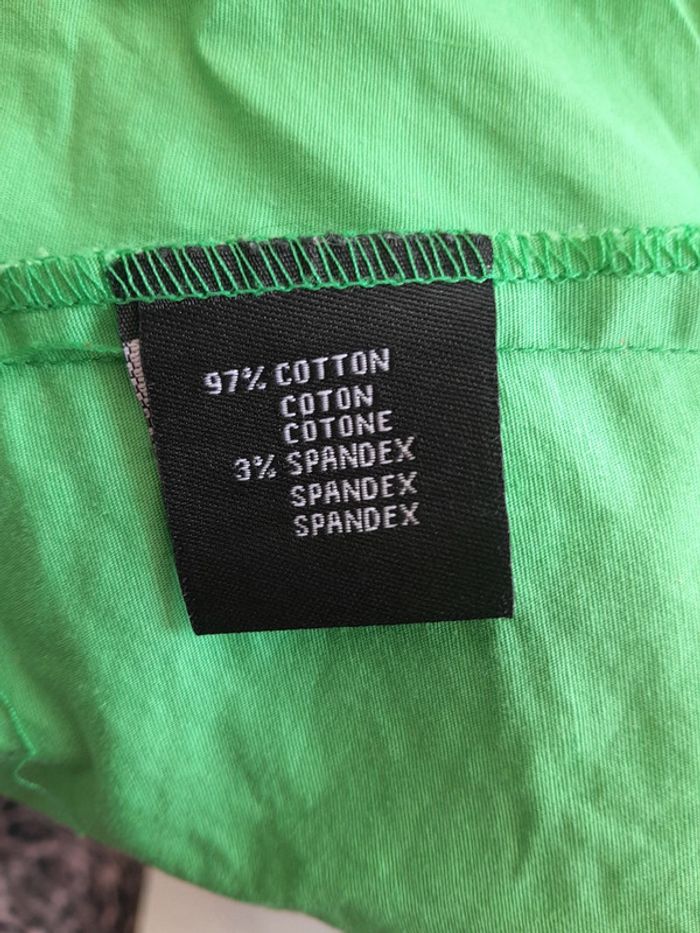 97% COTTON
COTON
COTONE
3% SPANDEX
SPANDEX
SPANDEX